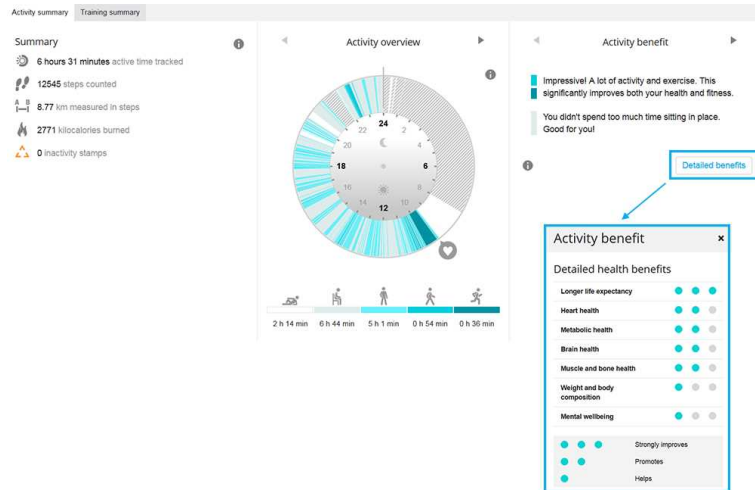 Activity summary
Training summary
Summary
6 hours 31 minutes active time tracked
12545 steps counted
A B
8.77 km measured in steps
2771 kilocalories burned
0 inactivity stamps
Activity overview
24
22
2
20
4
18
6
16
8
14
10
12
2 h 14 min
6 h 44 min
5 h 1 min
0 h 54 min
0 h 36 min
Activity benefit
Impressive! A lot of activity and exercise. This
significantly improves both your health and fitness.
You didn't spend too much time sitting in place.
Good for you!
Detailed benefits
Activity benefit
×
Detailed health benefits
Longer life expectancy
Heart health
Metabolic health
Brain health
Muscle and bone health
Weight and body
composition
Mental wellbeing
Strongly improves
Promotes
Helps